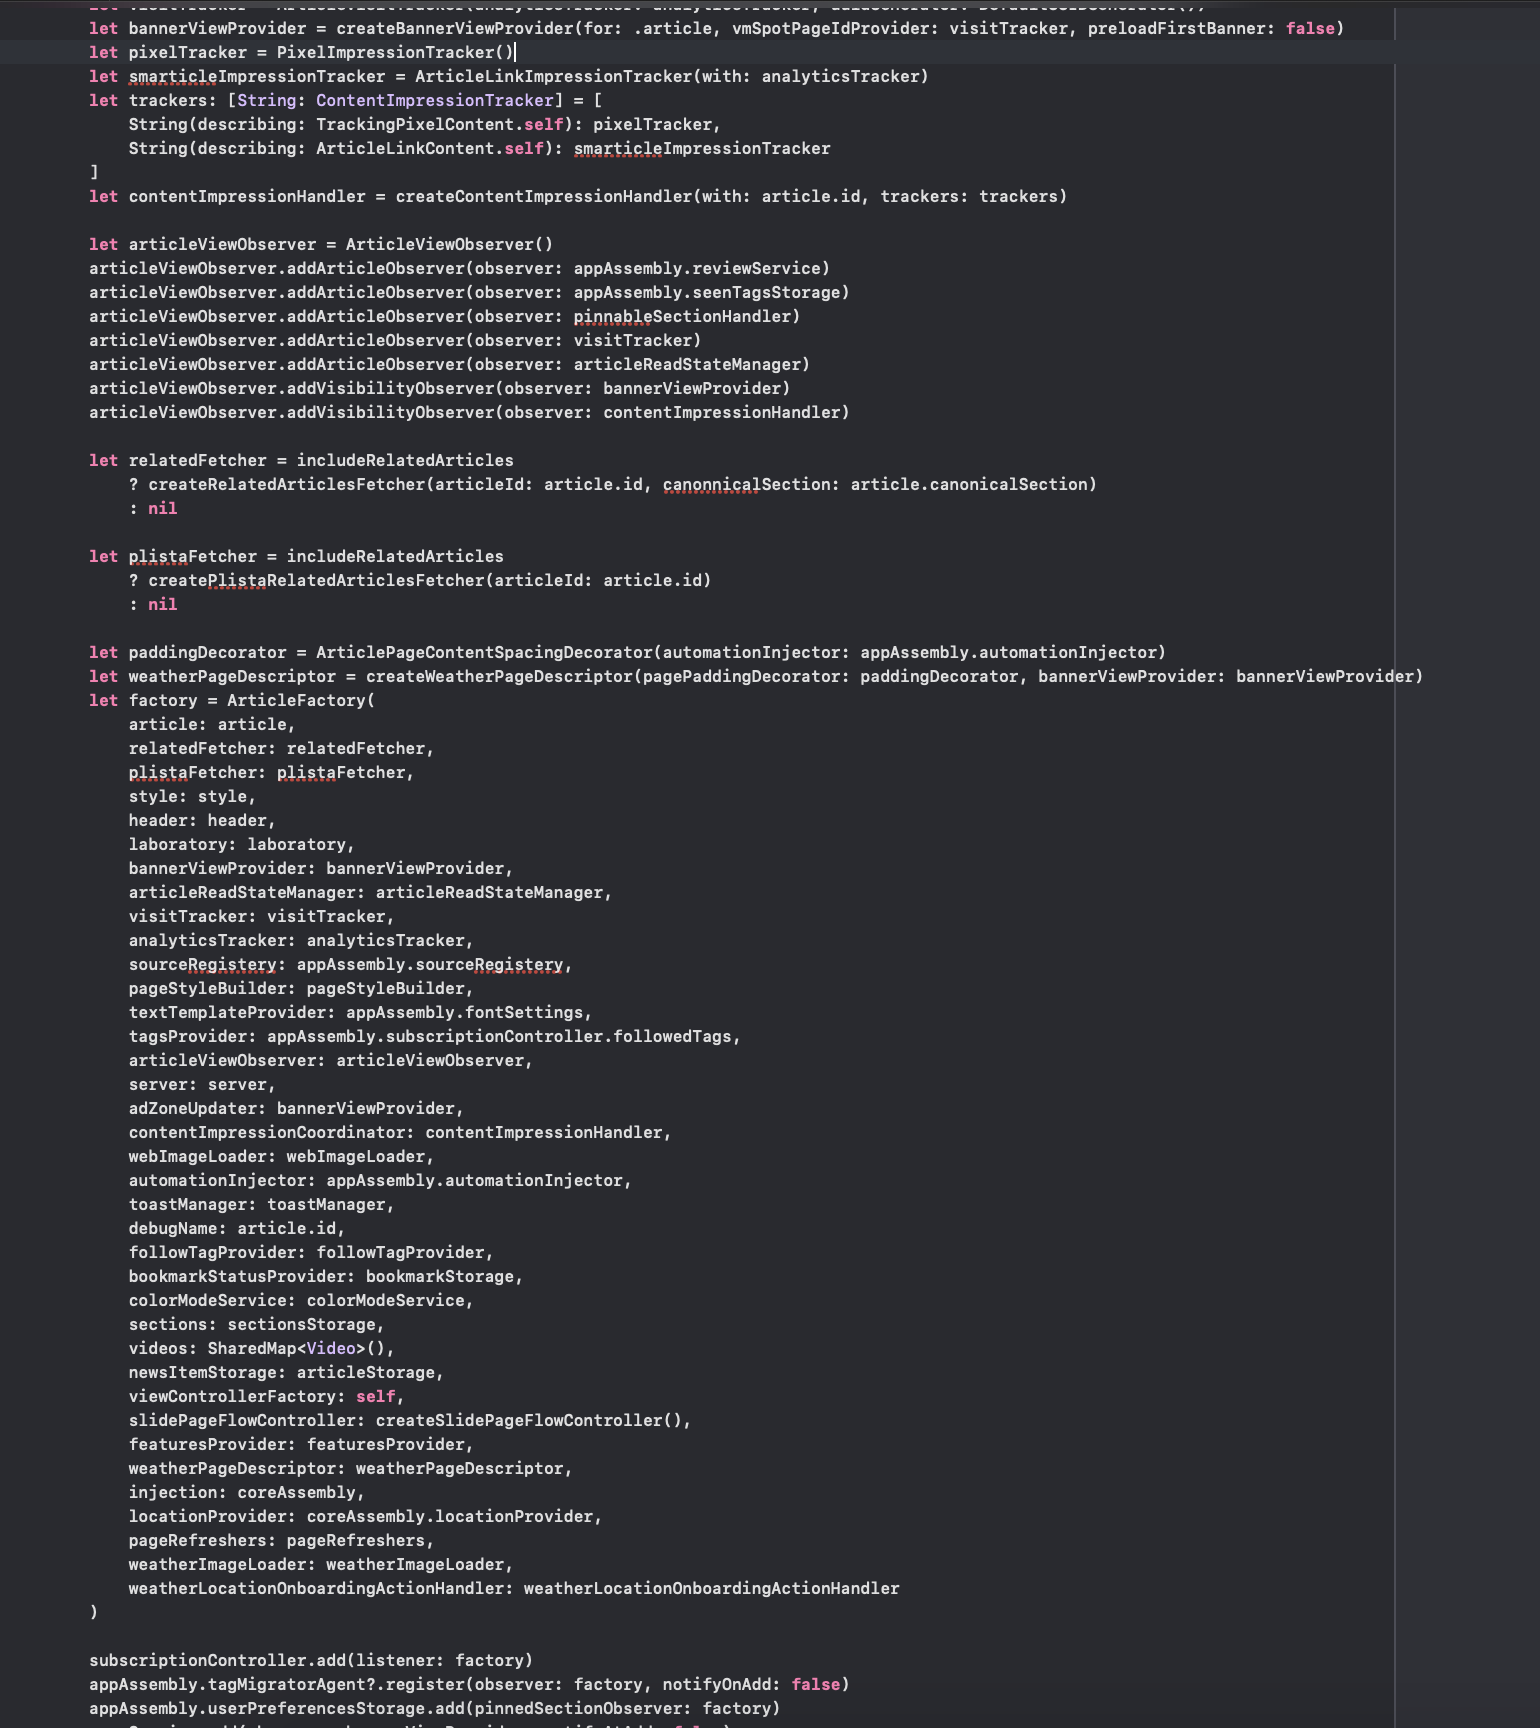 let bannerViewProvider = createBannerViewProvider(for: .article, vmSpotPageIdProvider: visitTracker, preloadFirstBanner: false)
let pixelTracker = PixelImpressionTracker()
let smarticleImpressionTracker = ArticleLinkImpressionTracker(with: analyticsTracker)
let trackers: [String: ContentImpressionTracker] = [
    String(describing: TrackingPixelContent.self): pixelTracker,
    String(describing: ArticleLinkContent.self): smarticleImpressionTracker
]
let contentImpressionHandler = createContentImpressionHandler(with: article.id, trackers: trackers)

let articleViewObserver = ArticleViewObserver()
articleViewObserver.addArticleObserver(observer: appAssembly.reviewService)
articleViewObserver.addArticleObserver(observer: appAssembly.seenTagsStorage)
articleViewObserver.addArticleObserver(observer: pinnableSectionHandler)
articleViewObserver.addArticleObserver(observer: visitTracker)
articleViewObserver.addArticleObserver(observer: articleReadStateManager)
articleViewObserver.addVisibilityObserver(observer: bannerViewProvider)
articleViewObserver.addVisibilityObserver(observer: contentImpressionHandler)

let relatedFetcher = includeRelatedArticles
    ? createRelatedArticlesFetcher(articleId: article.id, canonnicalSection: article.canonicalSection)
    : nil

let plistaFetcher = includeRelatedArticles
    ? createPlistaRelatedArticlesFetcher(articleId: article.id)
    : nil

let paddingDecorator = ArticlePageContentSpacingDecorator(automationInjector: appAssembly.automationInjector)
let weatherPageDescriptor = createWeatherPageDescriptor(pagePaddingDecorator: paddingDecorator, bannerViewProvider: bannerViewProvider)
let factory = ArticleFactory(
    article: article,
    relatedFetcher: relatedFetcher,
    plistaFetcher: plistaFetcher,
    style: style,
    header: header,
    laboratory: laboratory,
    bannerViewProvider: bannerViewProvider,
    articleReadStateManager: articleReadStateManager,
    visitTracker: visitTracker,
    analyticsTracker: analyticsTracker,
    sourceRegistery: appAssembly.sourceRegistery,
    pageStyleBuilder: pageStyleBuilder,
    textTemplateProvider: appAssembly.fontSettings,
    tagsProvider: appAssembly.subscriptionController.followedTags,
    articleViewObserver: articleViewObserver,
    server: server,
    adZoneUpdater: bannerViewProvider,
    contentImpressionCoordinator: contentImpressionHandler,
    webImageLoader: webImageLoader,
    automationInjector: appAssembly.automationInjector,
    toastManager: toastManager,
    debugName: article.id,
    followTagProvider: followTagProvider,
    bookmarkStatusProvider: bookmarkStorage,
    colorModeService: colorModeService,
    sections: sectionsStorage,
    videos: SharedMap<Video>(),
    newsItemStorage: articleStorage,
    viewControllerFactory: self,
    slidePageFlowController: createSlidePageFlowController(),
    featuresProvider: featuresProvider,
    weatherPageDescriptor: weatherPageDescriptor,
    injection: coreAssembly,
    locationProvider: coreAssembly.locationProvider,
    pageRefreshers: pageRefreshers,
    weatherImageLoader: weatherImageLoader,
    weatherLocationOnboardingActionHandler: weatherLocationOnboardingActionHandler
)

subscriptionController.add(listener: factory)
appAssembly.tagMigratorAgent?.register(observer: factory, notifyOnAdd: false)
appAssembly.userPreferencesStorage.add(pinnedSectionObserver: factory)